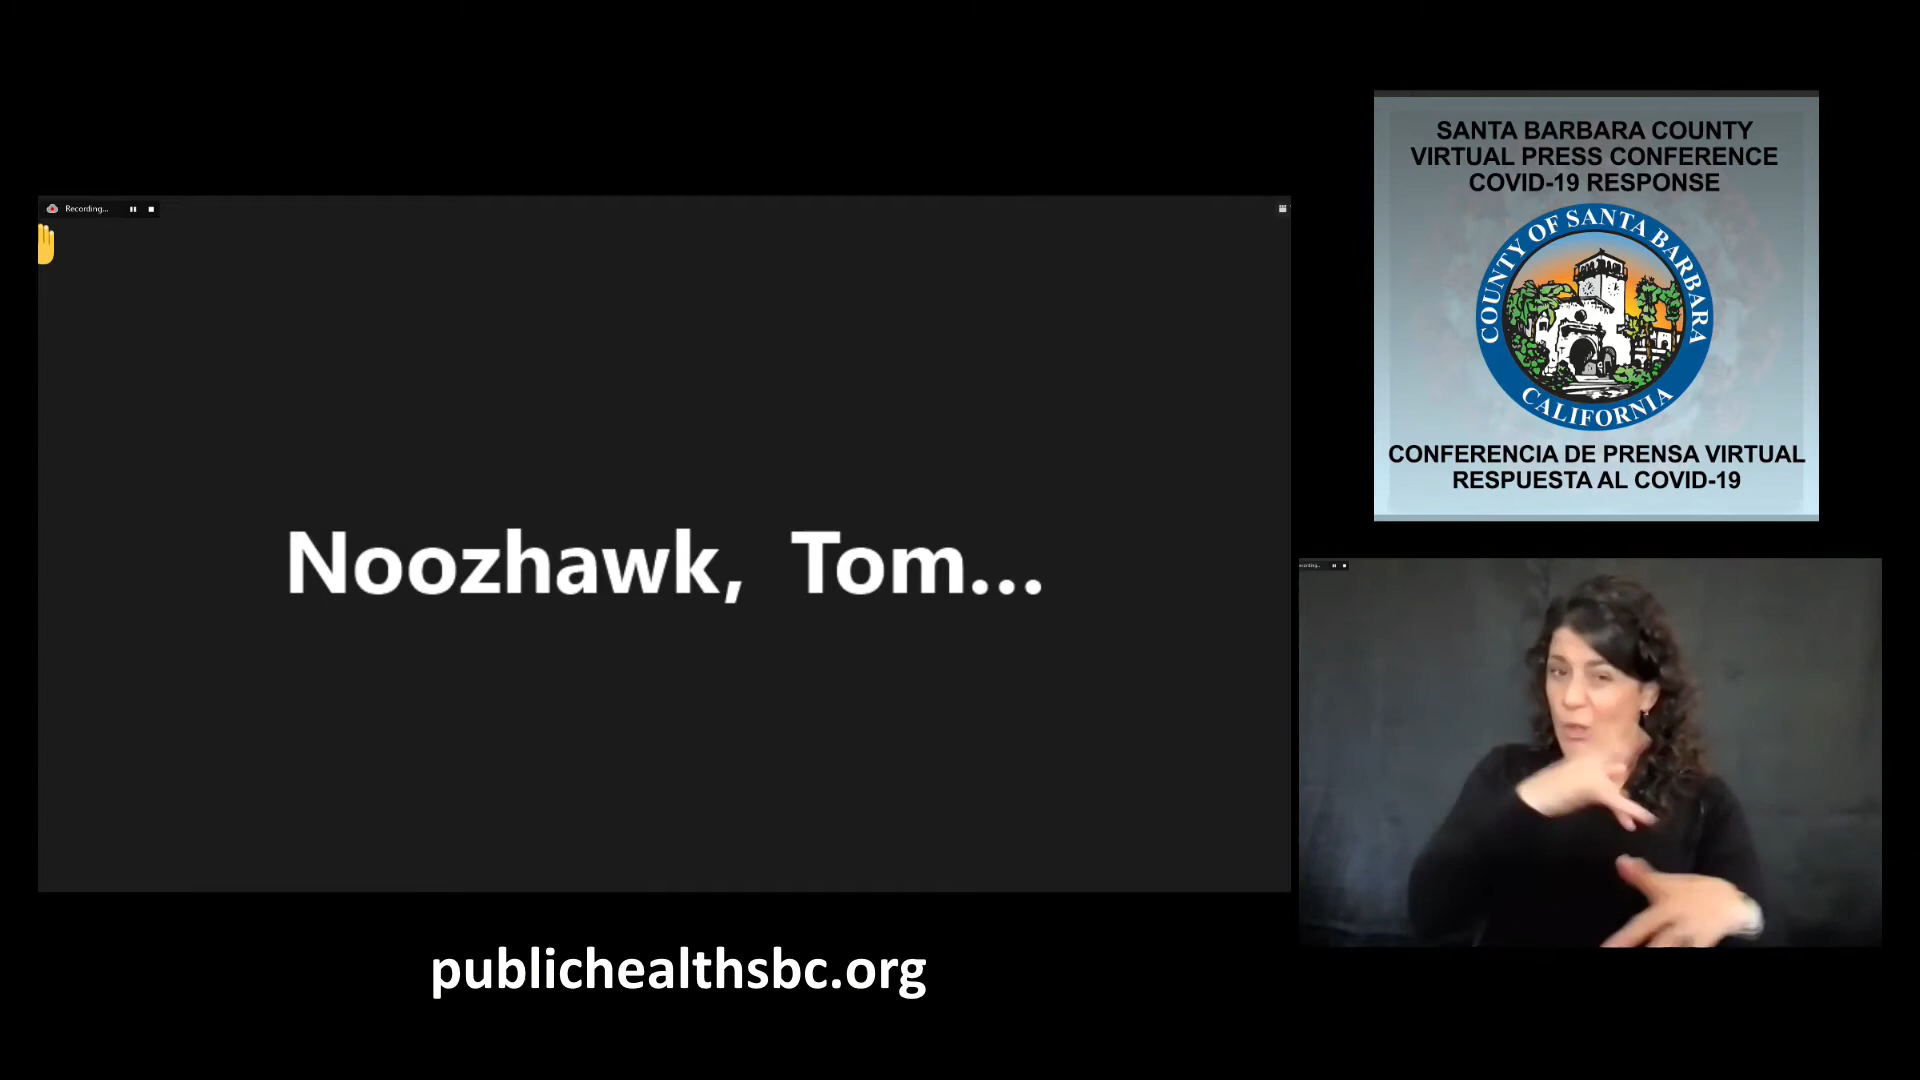 Recording...
Noozhawk, Tom...
publichealthsbc.org
SANTA BARBARA COUNTY
VIRTUAL PRESS CONFERENCE
COVID-19 RESPONSE
COUNTY OF SANTA BARBARA
CALIFORNIA
CONFERENCIA DE PRENSA VIRTUAL
RESPUESTA AL COVID-19